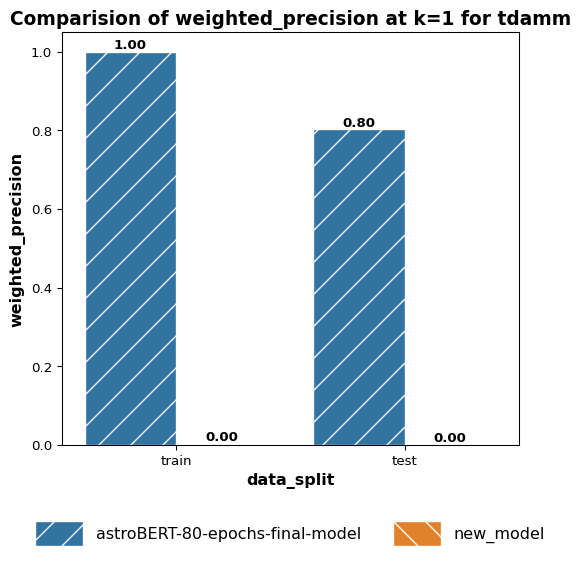 Comparision of weighted_precision at k=1 for tdamm
1.00
0.80
0.00
0.00
1.0
0.8
0.6
0.4
0.2
0.0
weighted_precision
train
test
data_split
astroBERT-80-epochs-final-model
new_model